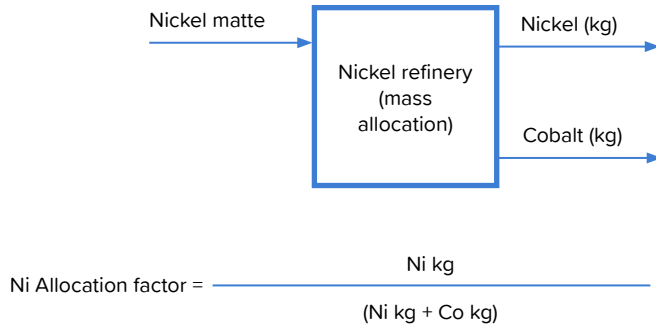 Nickel matte
Nickel (kg)
Nickel refinery
(mass
allocation)
Cobalt (kg)
Ni kg
Ni Allocation factor =
(Ni kg + Co kg)